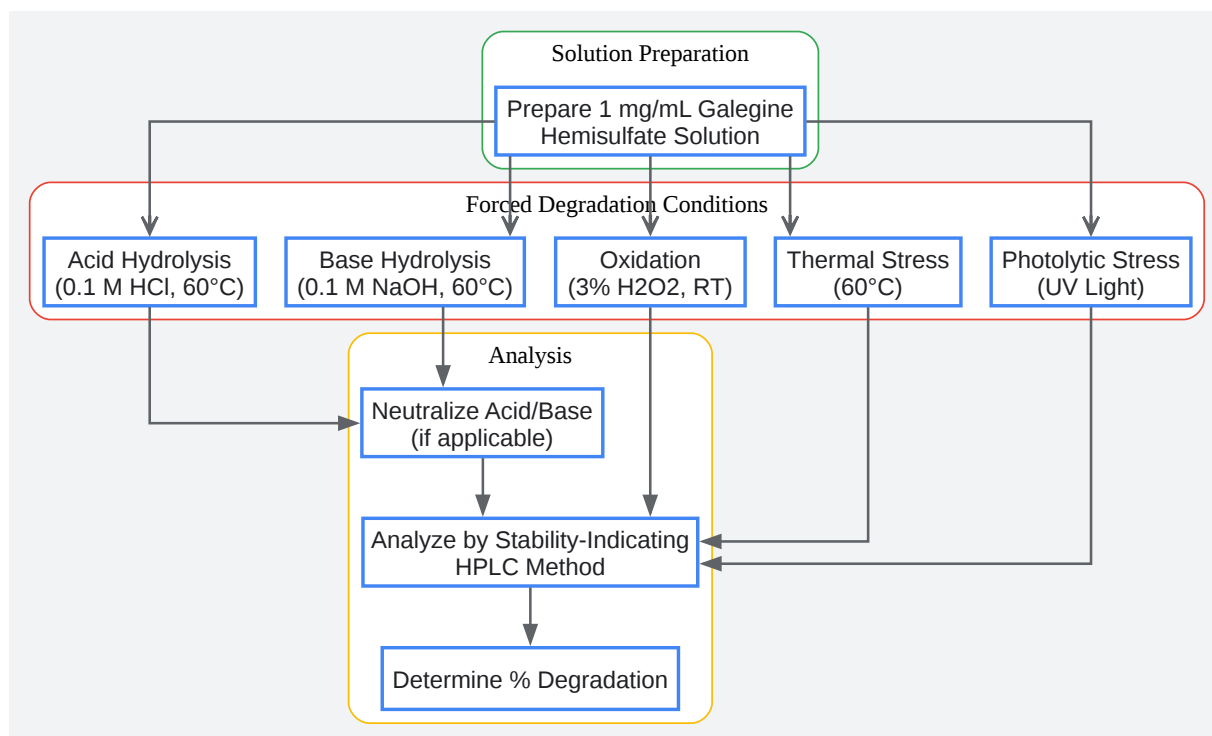 Solution Preparation
Prepare 1 mg/mL Galegine
Hemisulfate Solution
Forced Degradation Conditions
Acid Hydrolysis
(0.1 M HCl, 60°C)
Base Hydrolysis
(0.1 M NaOH, 60°C)
Oxidation
(3% H2O2, RT)
Thermal Stress
(60°C)
Photolytic Stress
(UV Light)
Analysis
Neutralize Acid/Base
(if applicable)
Analyze by Stability-Indicating
HPLC Method
Determine % Degradation